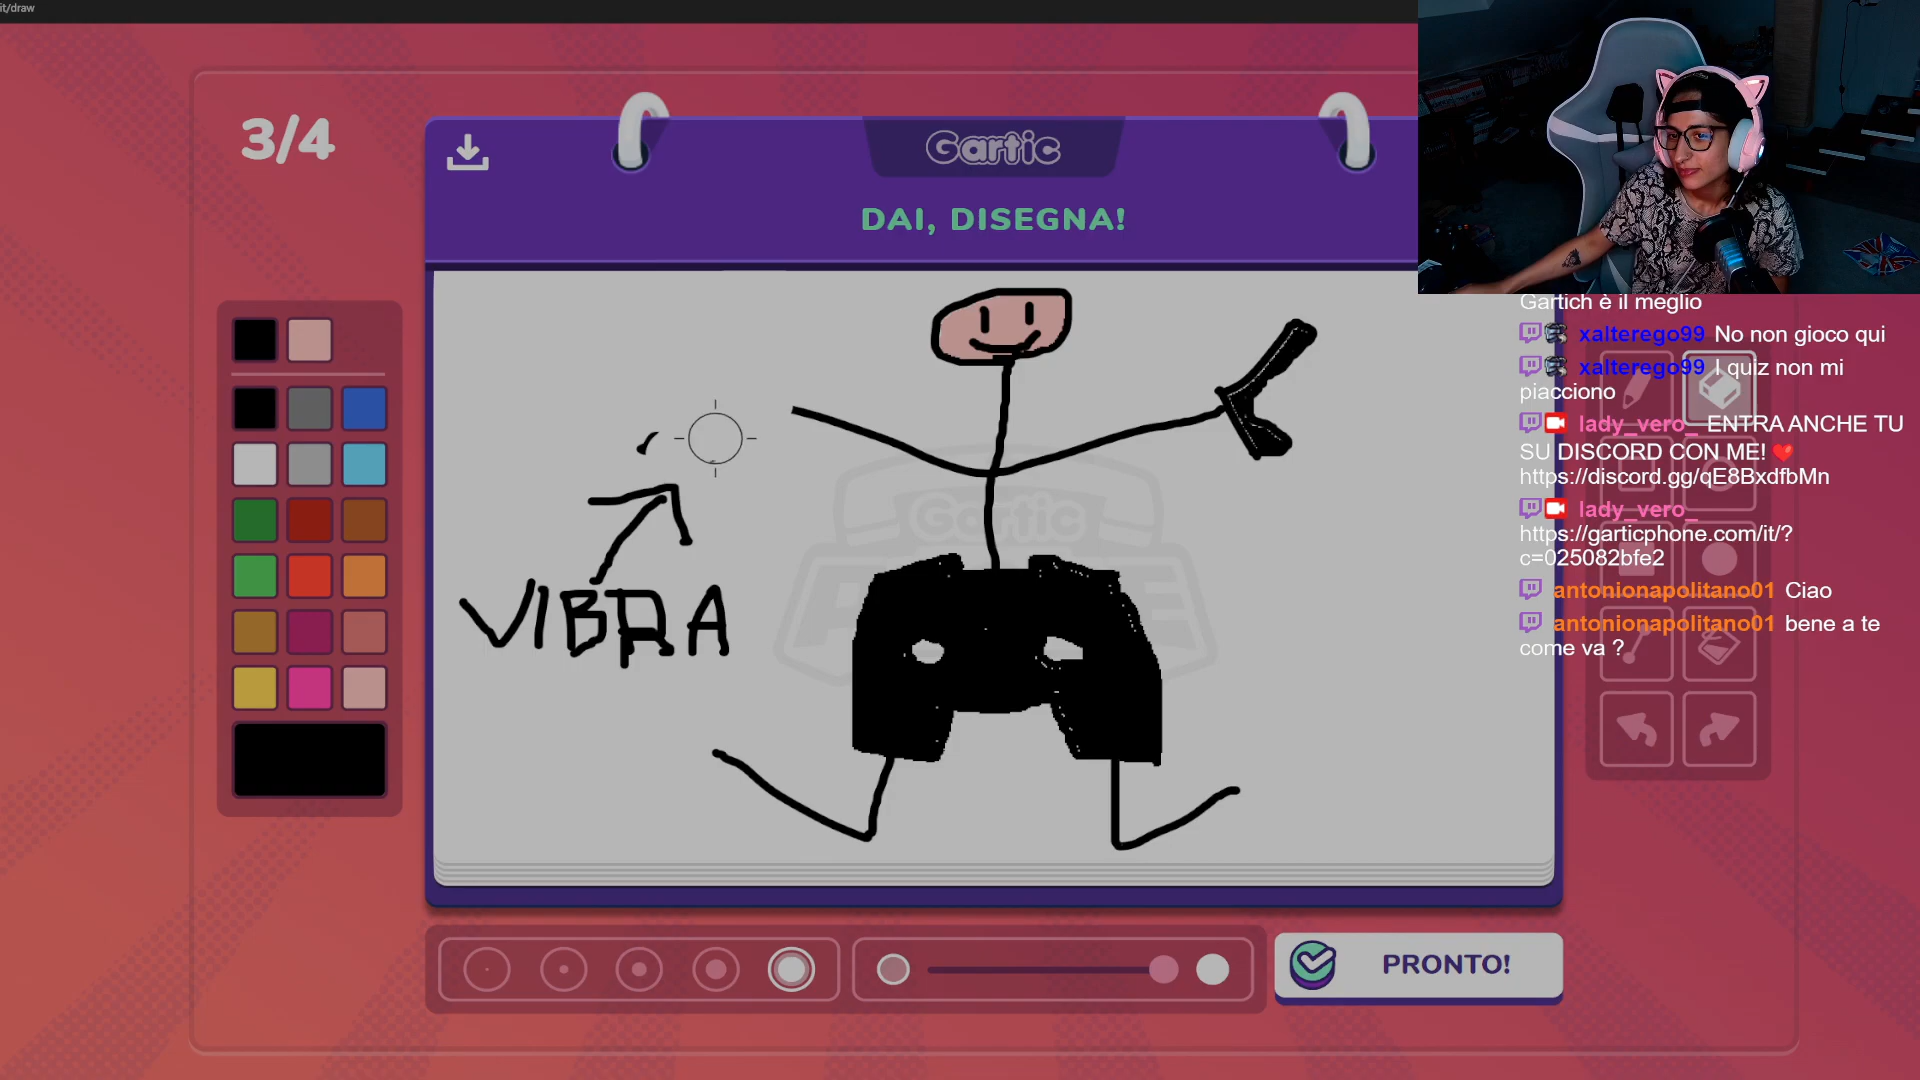 it/draw
3/4
Gartic
DAI, DISEGNA!
Gartich è il meglio
xalterego99 No non gioco qui
xalterego99 I quiz non mi
piacciono
lady_vero_ ENTRA ANCHE TU
SU DISCORD CON ME! ❤️
https://discord.gg/qE8BxdfbMn
lady_vero_
https://garticphone.com/it/?
c=025082bfe2
antonionapolitano01 Ciao
antonionapolitano01 bene a te
come va ?
VIBRA
Gartic
PRONTO!